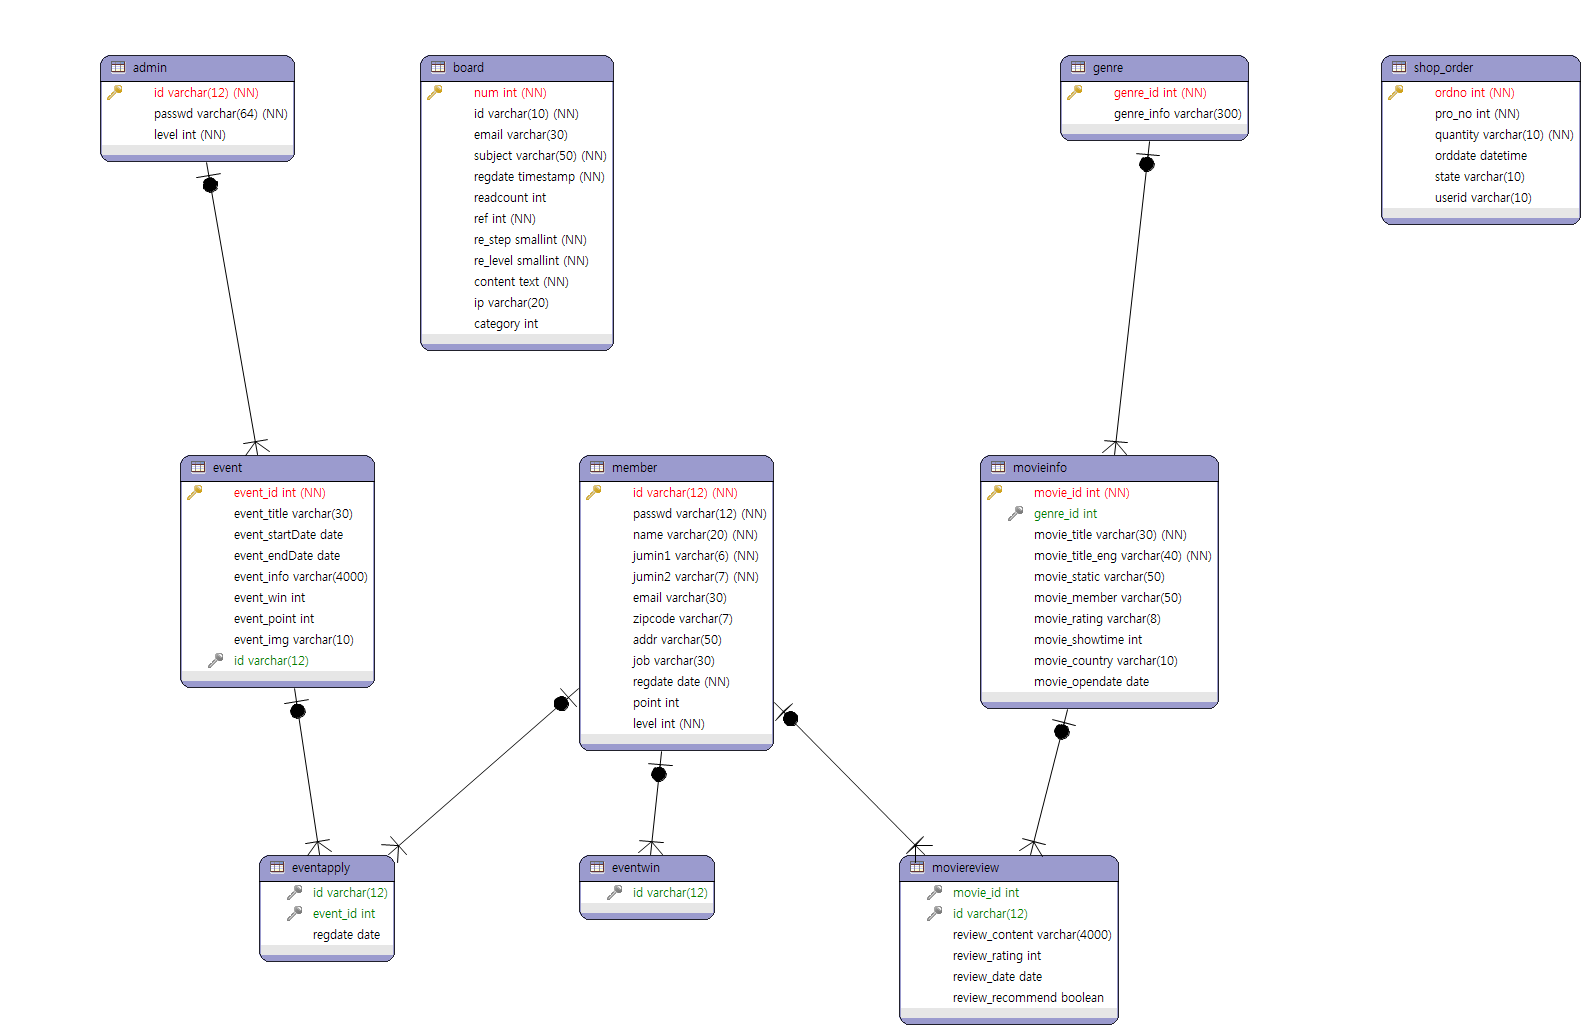 admin
id varchar(12) (NN)
passwd varchar(64) (NN)
level int (NN)
board
num int (NN)
id varchar(10) (NN)
email varchar(30)
subject varchar(50) (NN)
regdate timestamp (NN)
readcount int
ref int (NN)
re_step smallint (NN)
re_level smallint (NN)
content text (NN)
ip varchar(20)
category int
genre
genre_id int (NN)
genre_info varchar(300)
shop_order
ordno int (NN)
pro_no int (NN)
quantity varchar(10) (NN)
orddate datetime
state varchar(10)
userid varchar(10)
event
event_id int (NN)
event_title varchar(30)
event_startDate date
event_endDate date
event_info varchar(4000)
event_win int
event_point int
event_img varchar(10)
id varchar(12)
member
id varchar(12) (NN)
passwd varchar(12) (NN)
name varchar(20) (NN)
jumin1 varchar(6) (NN)
jumin2 varchar(7) (NN)
email varchar(30)
zipcode varchar(7)
addr varchar(50)
job varchar(30)
regdate date (NN)
point int
level int (NN)
movieinfo
movie_id int (NN)
genre_id int
movie_title varchar(30) (NN)
movie_title_eng varchar(40) (NN)
movie_static varchar(50)
movie_member varchar(50)
movie_rating varchar(8)
movie_showtime int
movie_country varchar(10)
movie_opendate date
eventapply
id varchar(12)
event_id int
regdate date
eventwin
id varchar(12)
moviereview
movie_id int
id varchar(12)
review_content varchar(4000)
review_rating int
review_date date
review_recommend boolean